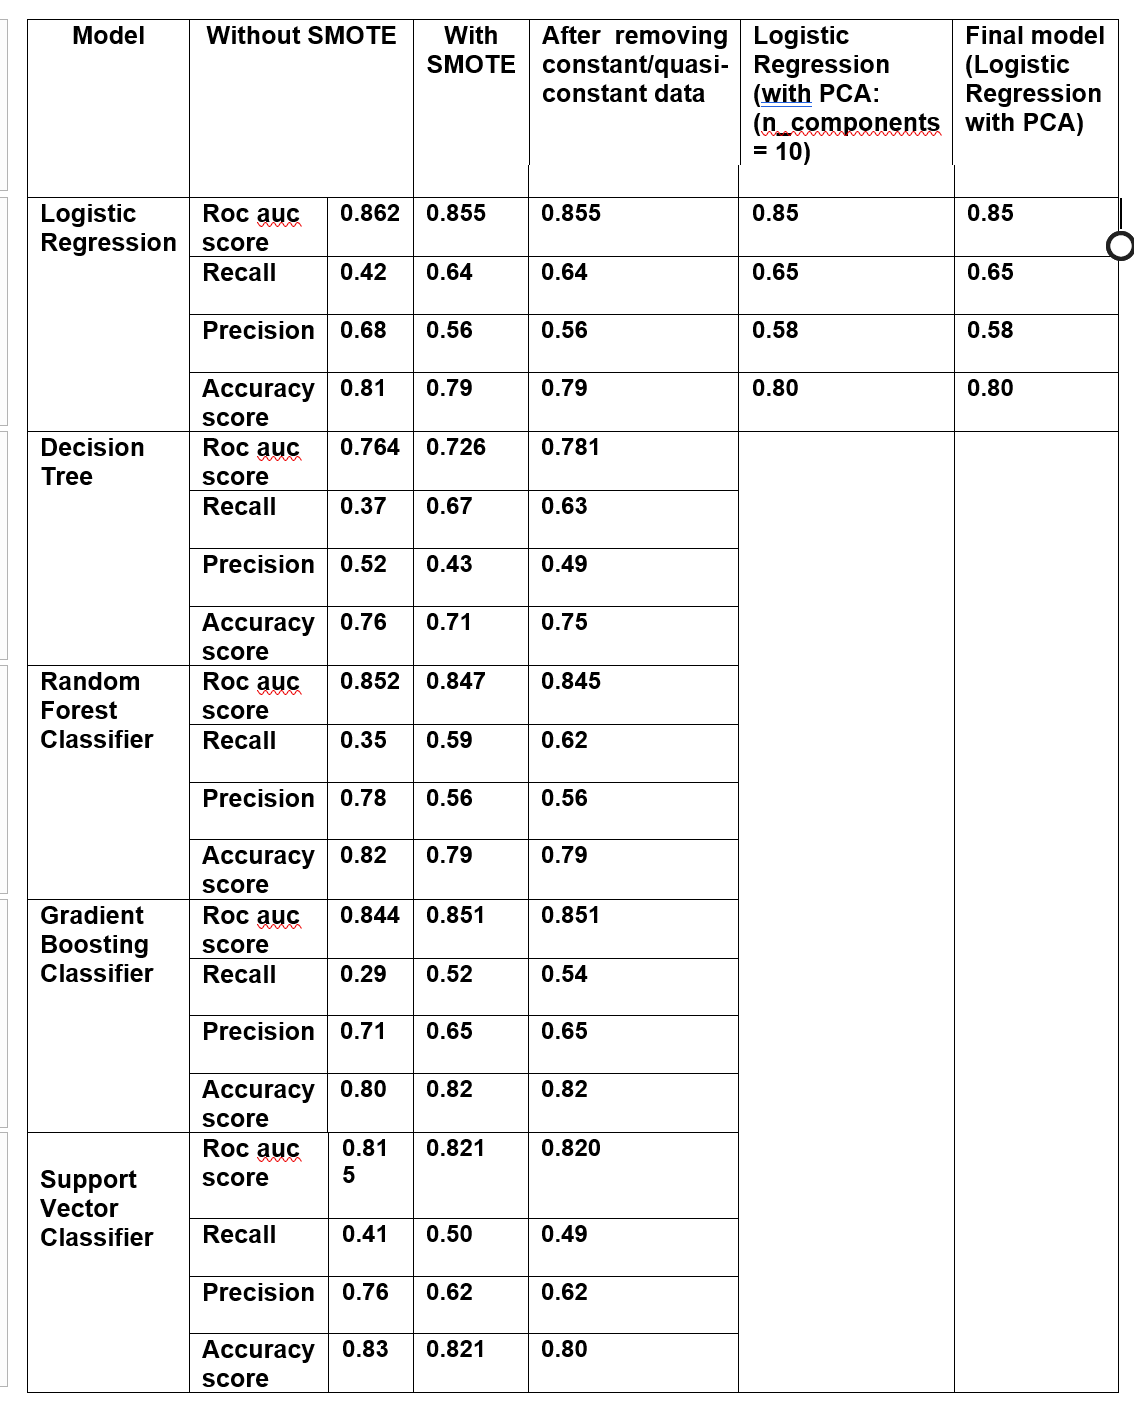 Model Without SMOTE With After removing Logistic Final model
SMOTE constant/quasi- Regression (Logistic
constant data (with PCA: Regression
(n_components with PCA)
= 10)
Logistic Roc auc 0.862 0.855 0.855 0.85 0.85
Regression score
Recall 0.42 0.64 0.64 0.65 0.65
Precision 0.68 0.56 0.56 0.58 0.58
Accuracy 0.81 0.79 0.79 0.80 0.80
score
Decision Roc auc 0.764 0.726 0.781
Tree score
Recall 0.37 0.67 0.63
Precision 0.52 0.43 0.49
Accuracy 0.76 0.71 0.75
score
Random Roc auc 0.852 0.847 0.845
Forest score
Classifier Recall 0.35 0.59 0.62
Precision 0.78 0.56 0.56
Accuracy 0.82 0.79 0.79
score
Gradient Roc auc 0.844 0.851 0.851
Boosting score
Classifier Recall 0.29 0.52 0.54
Precision 0.71 0.65 0.65
Accuracy 0.80 0.82 0.82
score
Roc auc 0.81 0.821 0.820
Support score 5
Vector
Classifier Recall 0.41 0.50 0.49
Precision 0.76 0.62 0.62
Accuracy 0.83 0.821 0.80
score